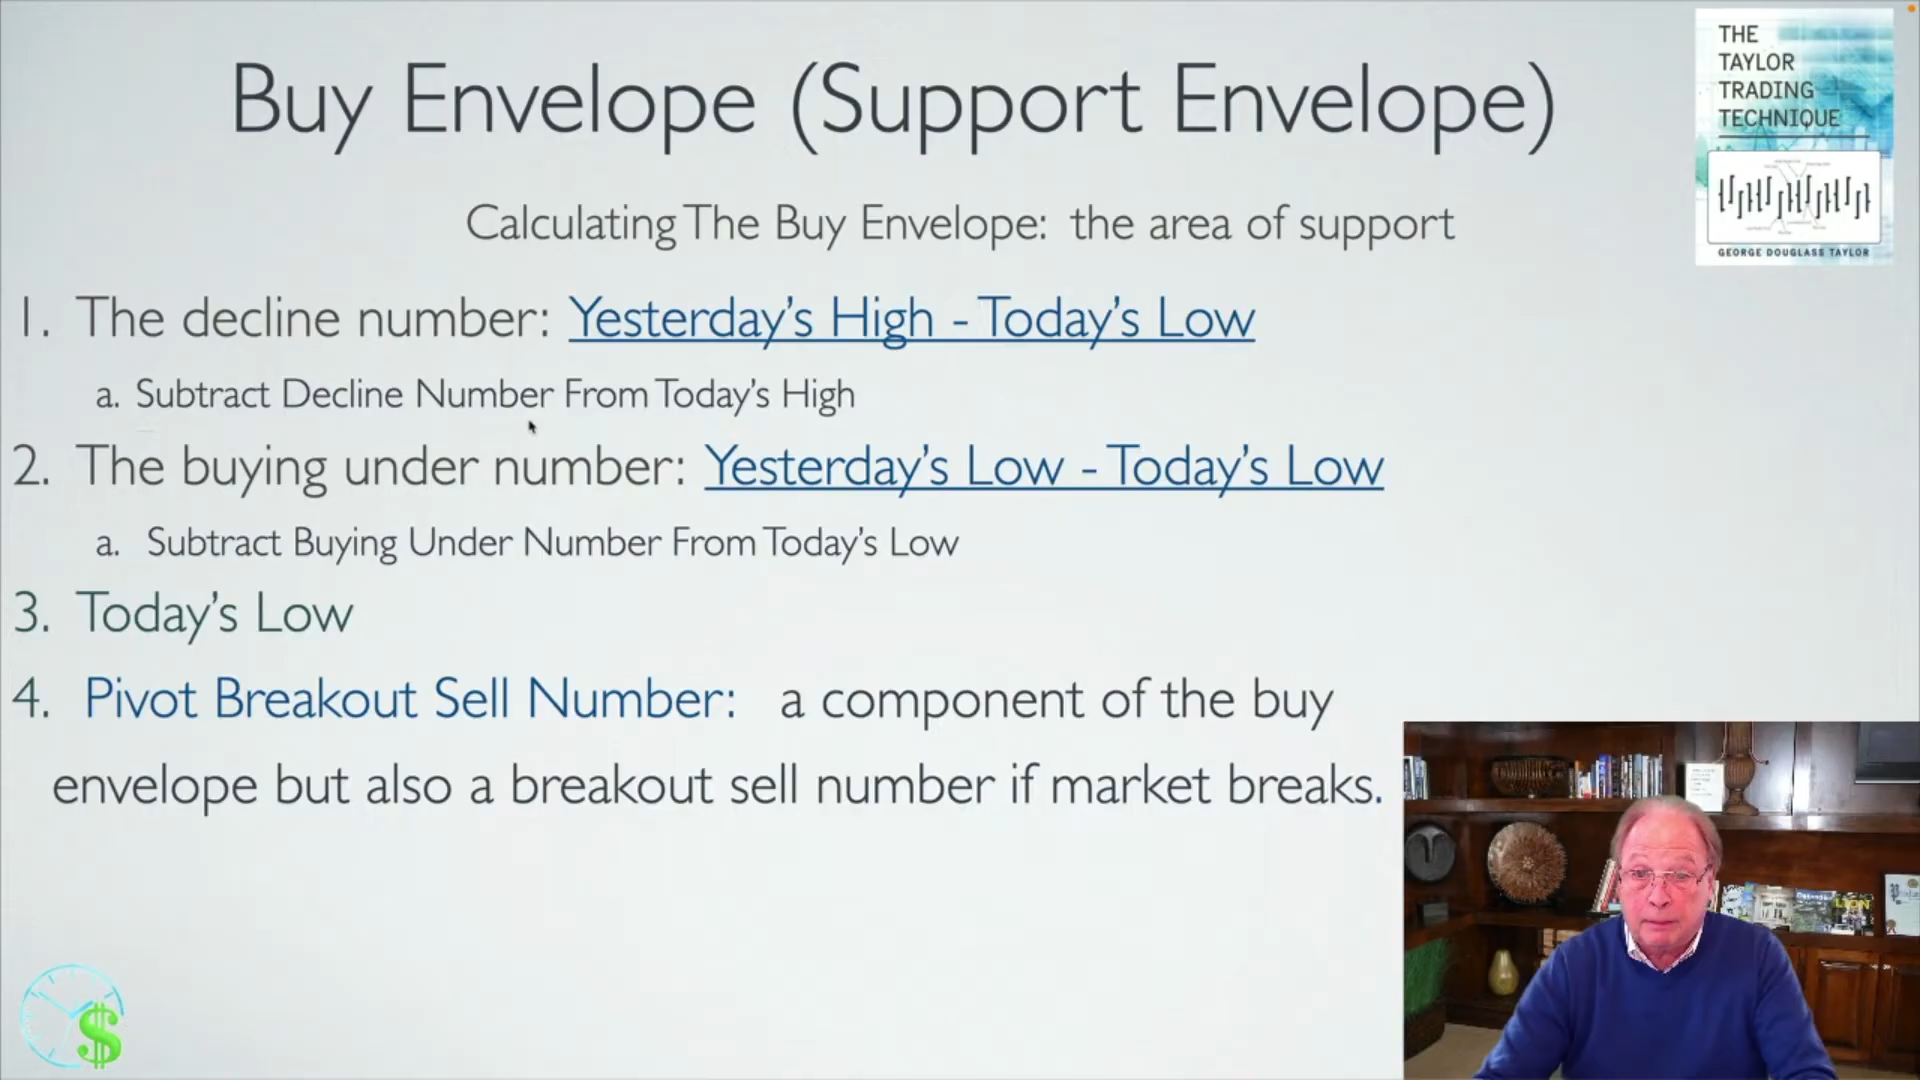 Buy Envelope (Support Envelope)
THE
TAYLOR
TRADING
TECHNIQUE
GEORGE DOUGLASS TAYLOR
Calculating The Buy Envelope: the area of support
1. The decline number: Yesterday's High - Today's Low
a. Subtract Decline Number From Today's High
2. The buying under number: Yesterday's Low - Today's Low
a. Subtract Buying Under Number From Today's Low
3. Today's Low
4. Pivot Breakout Sell Number: a component of the buy
envelope but also a breakout sell number if market breaks.
$
LION